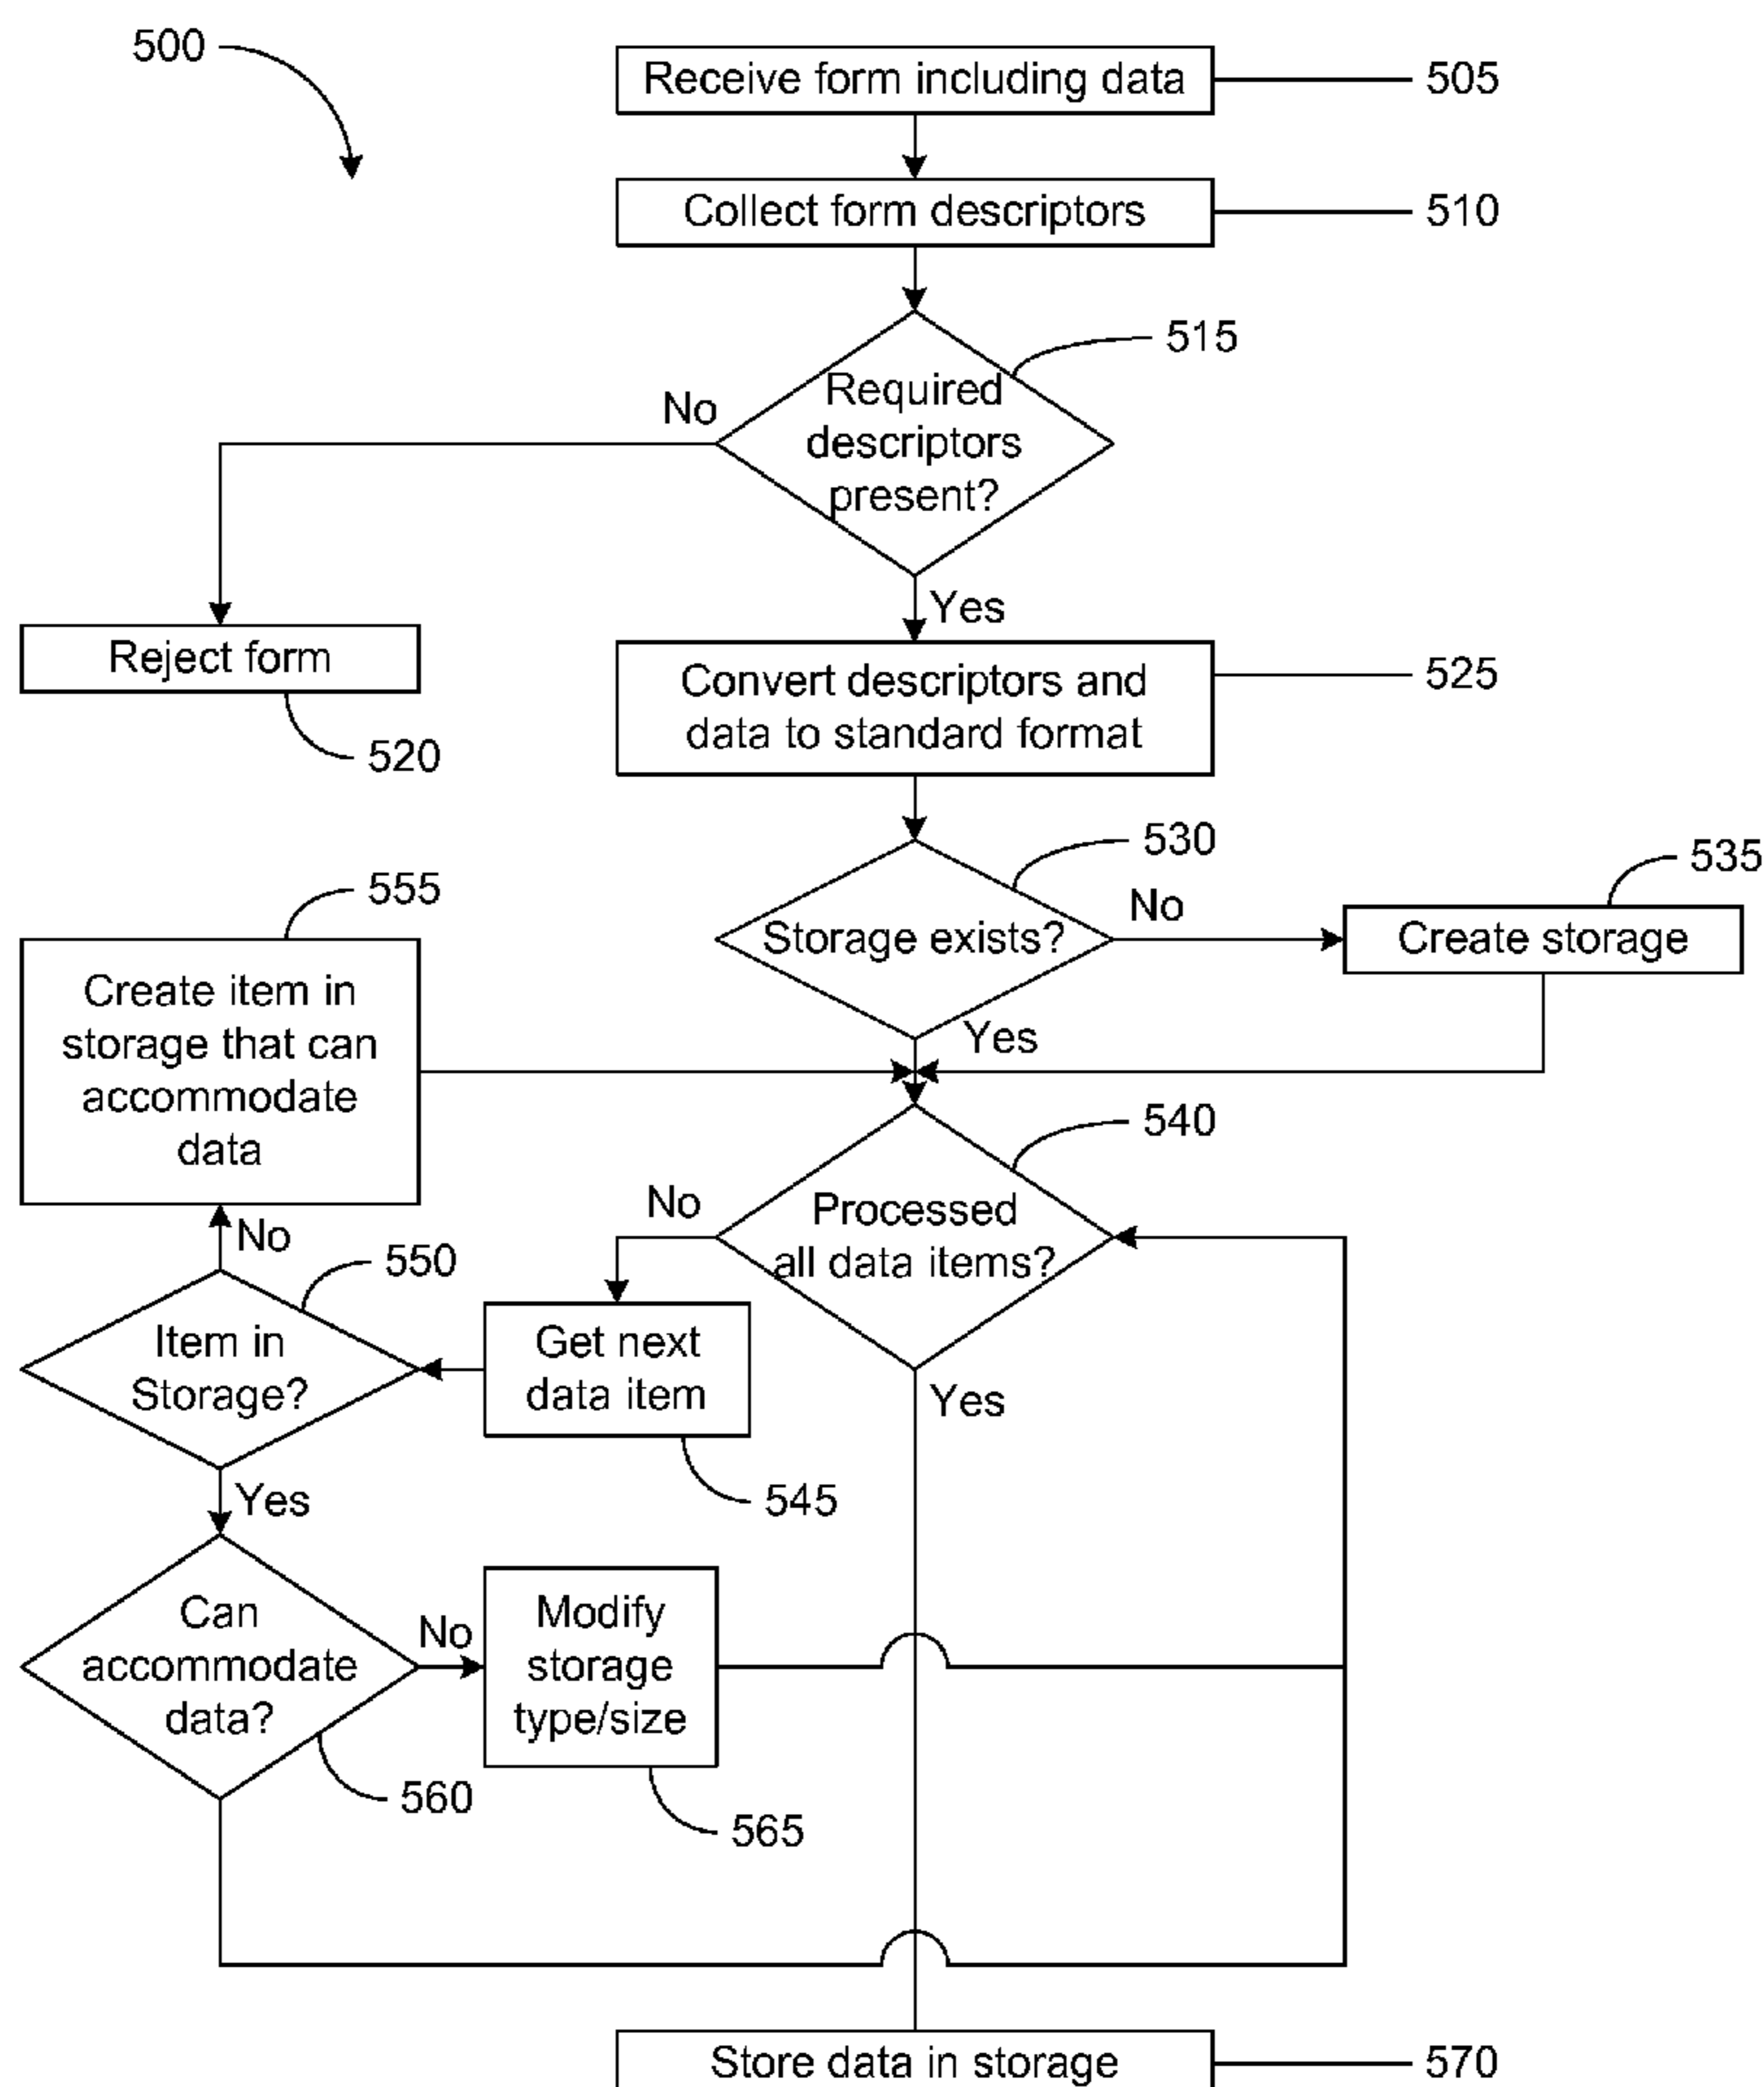 500
Receive form including data
505
Collect form descriptors
510
515
Required
descriptors
present?
No
Yes
Reject form
520
Convert descriptors and
data to standard format
525
530
Storage exists?
No
535
Create storage
Yes
555
Create item in
storage that can
accommodate
data
540
Processed
all data items?
No
Yes
No
550
Item in
Storage?
Get next
data item
545
Yes
Can
accommodate
data?
No
560
Modify
storage
type/size
565
Store data in storage
570